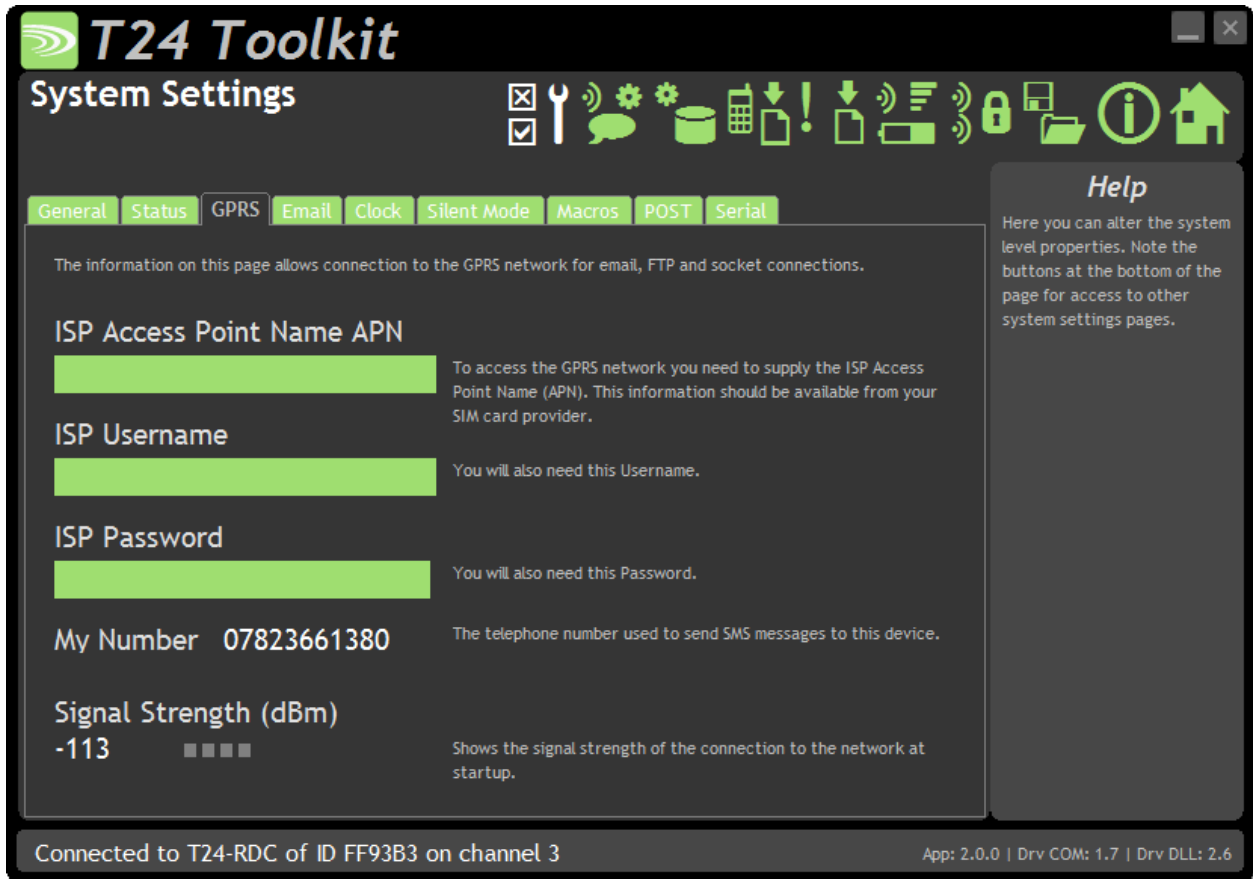 T24 Toolkit
System Settings
General Status GPRS Email Clock Silent Mode Macros POST Serial
The information on this page allows connection to the GPRS network for email, FTP and socket connections.
ISP Access Point Name APN
To access the GPRS network you need to supply the ISP Access
Point Name (APN). This information should be available from your
SIM card provider.
ISP Username
You will also need this Username.
ISP Password
You will also need this Password.
My Number 07823661380
The telephone number used to send SMS messages to this device.
Signal Strength (dBm)
-113
Shows the signal strength of the connection to the network at
startup.
Help
Here you can alter the system
level properties. Note the
buttons at the bottom of the
page for access to other
system settings pages.
Connected to T24-RDC of ID FF93B3 on channel 3
App: 2.0.0 | Drv COM: 1.7 | Drv DLL: 2.6